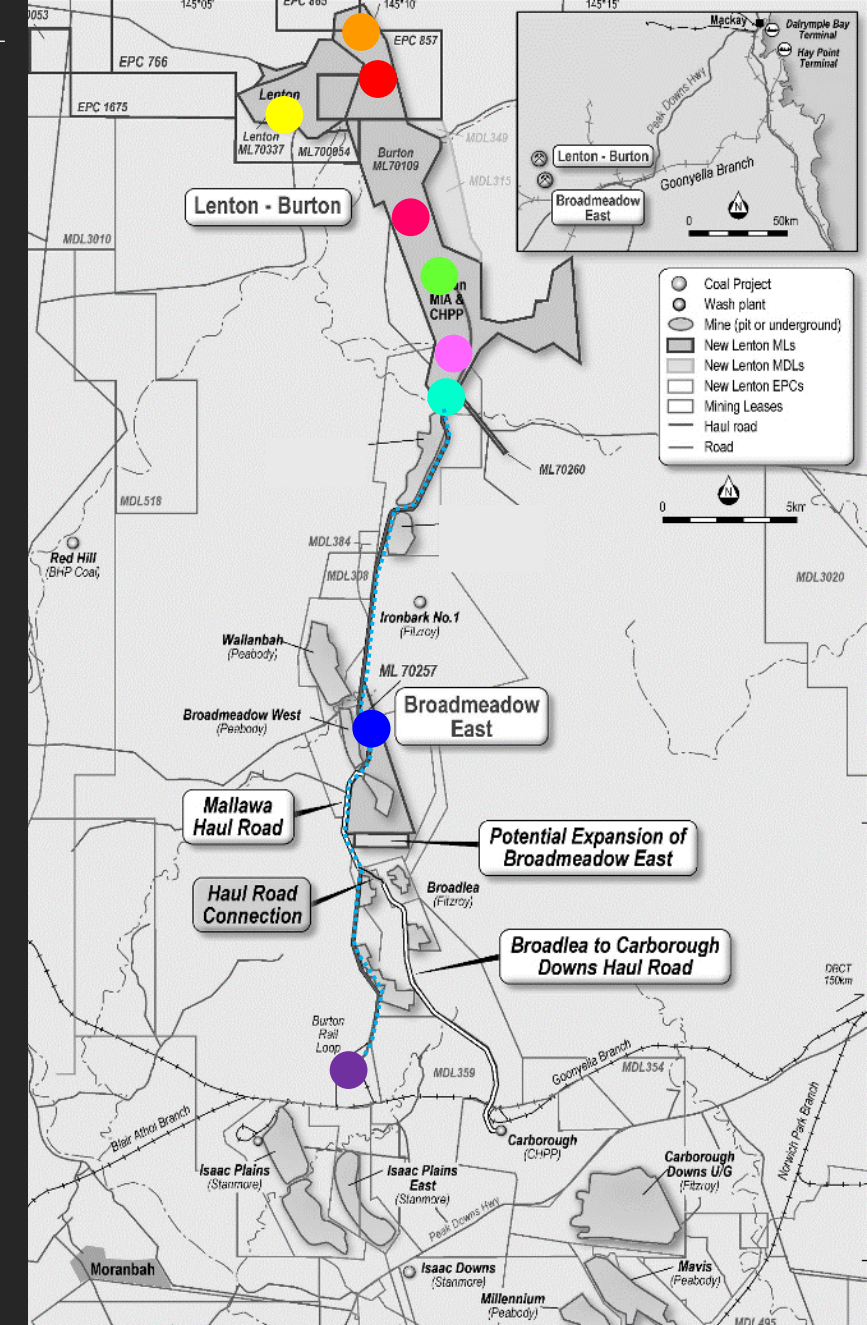 145°05'
EPC 865
145°10'
145°15'
0053
EPC 857
EPC 766
EPC 1675
Lenton
Lenton
ML70337
ML700054
Burton
ML70109
MDL349
MDL315
Lenton - Burton
MDL3010
MIA &
CHPP
Mackay
Dalrymple Bay
Terminal
Hay Point
Terminal
Peak Downs Hwy
Lenton - Burton
Goonyella Branch
Broadmeadow
East
N
0
50km
Coal Project
Wash plant
Mine (pit or underground)
New Lenton MLs
New Lenton MDLs
New Lenton EPCs
Mining Leases
Haul road
Road
N
0
5km
ML70260
MDL518
Red Hill
(BHP Coal)
MDL384
MDL308
MDL3020
Ironbark No.1
(Fitzroy)
Wallanbah
(Peabody)
ML 70257
Broadmeadow West
(Peabody)
Broadmeadow
East
Mallawa
Haul Road
Potential Expansion of
Broadmeadow East
Haul Road
Connection
Broadlea
(Fitzroy)
Broadlea to Carborough
Downs Haul Road
DBCT
150km
Burton
Rail
Loop
MDL359
Goonyella Branch
MDL354
Blair Athol Branch
Norwich Park Branch
Carborough
(CHPP)
Isaac Plains
(Stanmore)
Isaac Plains
East
(Stanmore)
Carborough
Downs U/G
(Fitzroy)
Peak Downs Hwy
Moranbah
Isaac Downs
(Stanmore)
Mavis
(Peabody)
Millennium
(Peabody)
MDL495